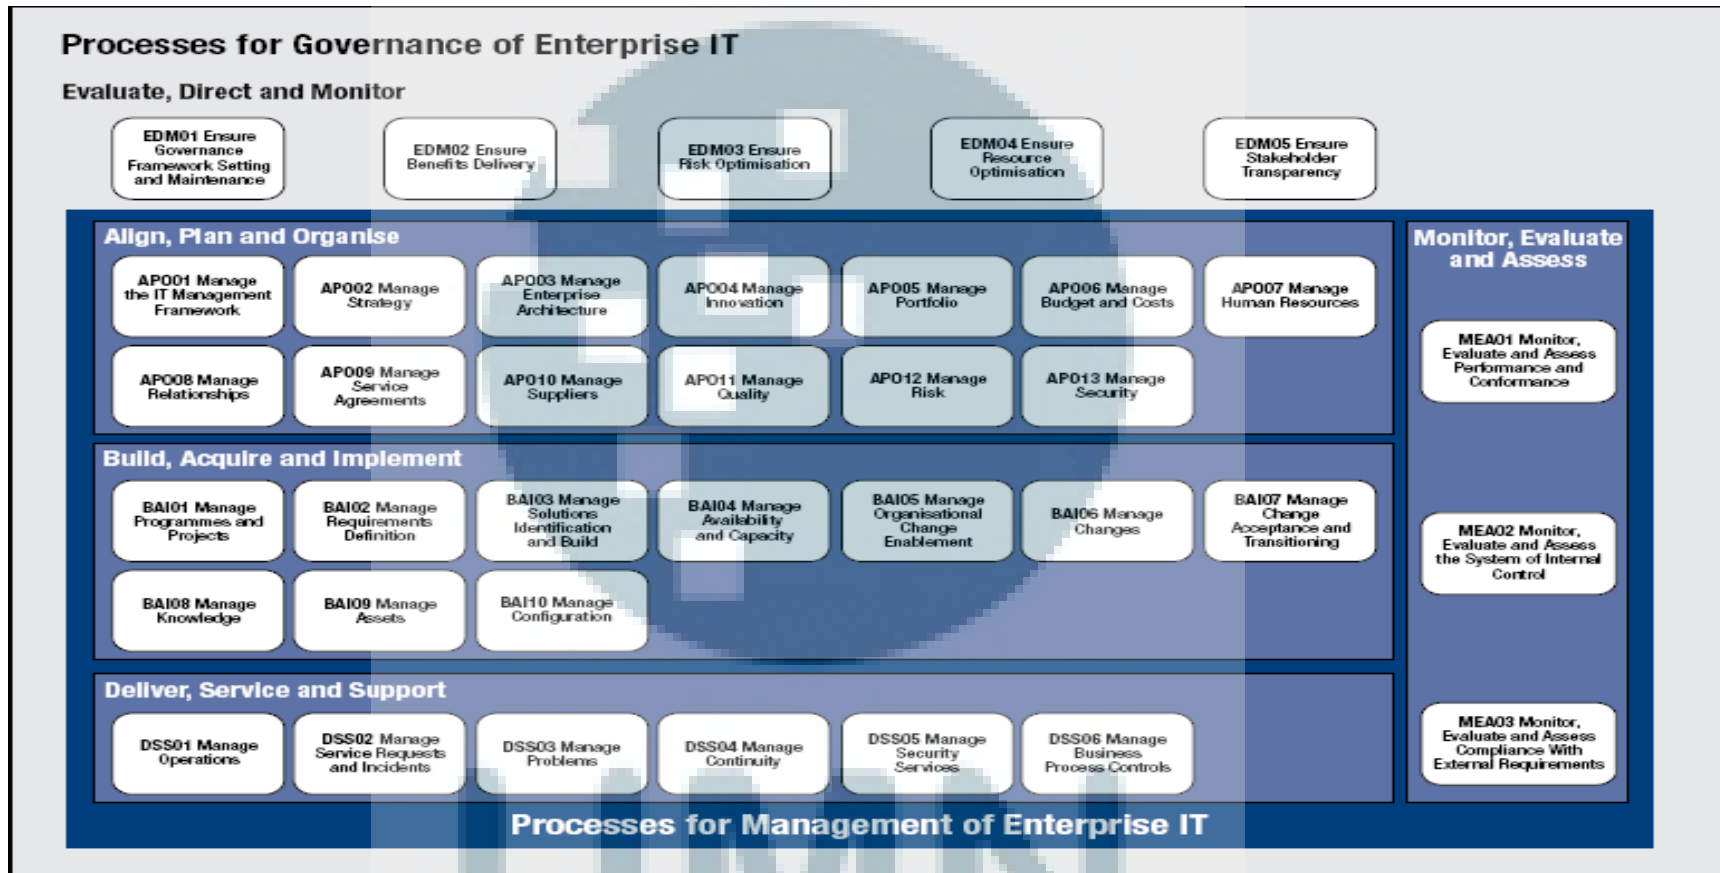 Processes for Governance of Enterprise IT
Evaluate, Direct and Monitor
EDM01 Ensure
Governance
Framework Setting
and Maintenance
EDM02 Ensure
Benefits Delivery
EDM03 Ensure
Risk Optimisation
EDM04 Ensure
Resource
Optimisation
EDM05 Ensure
Stakeholder
Transparency
Align, Plan and Organise
APO01 Manage
the IT Management
Framework
APO02 Manage
Strategy
APO03 Manage
Enterprise
Architecture
APO04 Manage
Innovation
APO05 Manage
Portfolio
APO06 Manage
Budget and Costs
APO07 Manage
Human Resources
APO08 Manage
Relationships
APO09 Manage
Service
Agreements
APO10 Manage
Suppliers
APO11 Manage
Quality
APO12 Manage
Risk
APO13 Manage
Security
Build, Acquire and Implement
BAI01 Manage
Programmes and
Projects
BAI02 Manage
Requirements
Definition
BAI03 Manage
Solutions
Identification
and Build
BAI04 Manage
Availability
and Capacity
BAI05 Manage
Organisational
Change
Enablement
BAI06 Manage
Changes
BAI07 Manage
Change
Acceptance and
Transitioning
BAI08 Manage
Knowledge
BAI09 Manage
Assets
BAI10 Manage
Configuration
Deliver, Service and Support
DSS01 Manage
Operations
DSS02 Manage
Service Requests
and Incidents
DSS03 Manage
Problems
DSS04 Manage
Continuity
DSS05 Manage
Security
Services
DSS06 Manage
Business
Process Controls
Monitor, Evaluate
and Assess
MEA01 Monitor,
Evaluate and Assess
Performance and
Conformance
MEA02 Monitor,
Evaluate and Assess
the System of Internal
Control
MEA03 Monitor,
Evaluate and Assess
Compliance With
External Requirements
Processes for Management of Enterprise IT